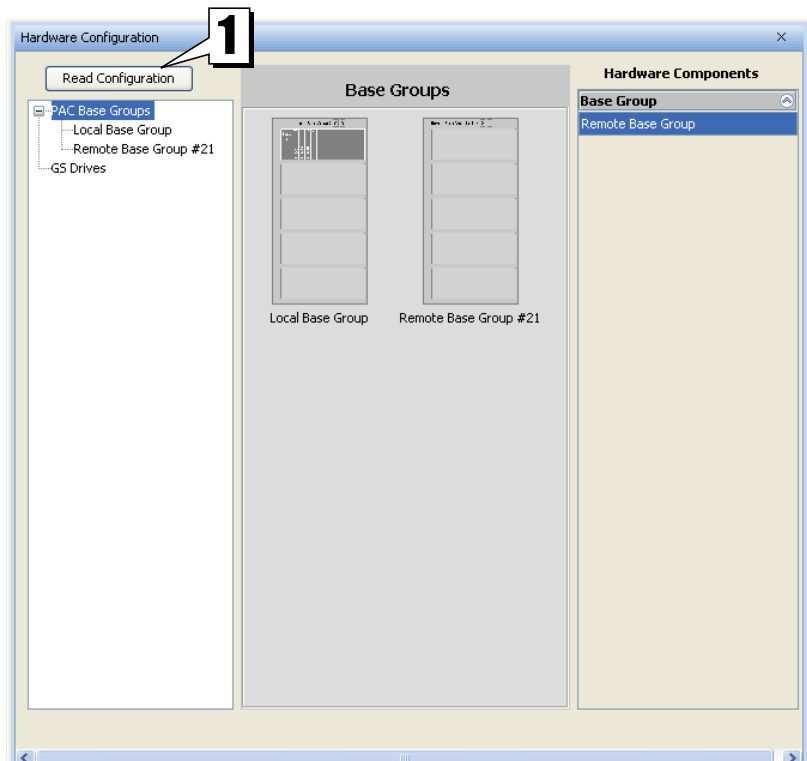 1
Hardware Configuration
Read Configuration
PAC Base Groups
Local Base Group
Remote Base Group #21
GS Drives
Base Groups
Local Base Group
Remote Base Group #21
Hardware Components
Base Group
Remote Base Group